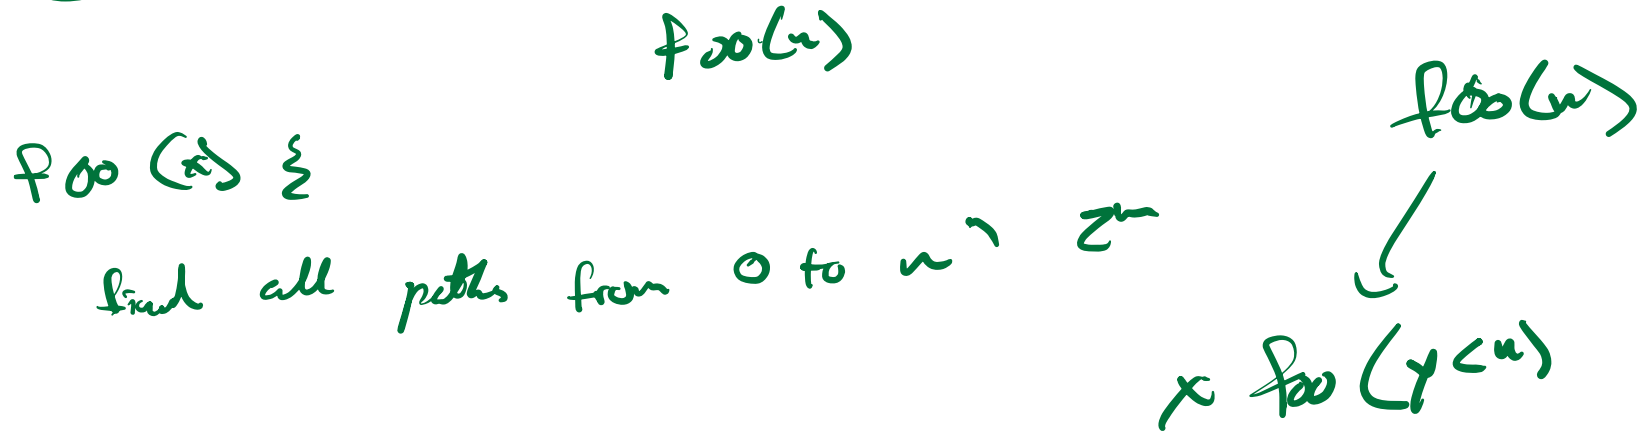 foo(n)
foo(n)
foo (x) {
find all paths from 0 to n` 2^n
x foo (y<n)